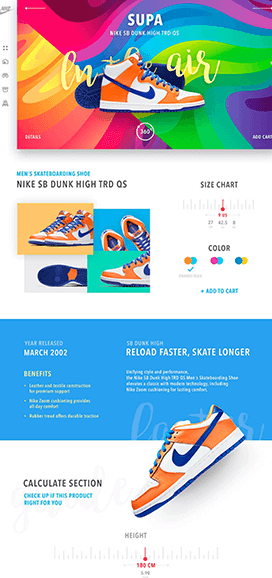 SUPA
NIKE SB DUNK HIGH TRD QS
in the air
DETAILS
360°
ADD CART
MEN'S SKATEBOARDING SHOE
NIKE SB DUNK HIGH TRD QS
SIZE CHART
9 US
27 42,5 8
COLOR
+ ADD TO CART
YEAR RELEASED
MARCH 2002
BENEFITS
Leather and textile construction
for premium support
Nike Zoom cushioning provides
all-day comfort
Rubber tread offers durable traction
SB DUNK HIGH
RELOAD FASTER, SKATE LONGER
Unifying style and performance,
the Nike SB Dunk High TRD QS Men's Skateboarding Shoe
elevates a classic with modern technology, including
Nike Zoom cushioning for lasting comfort.
CALCULATE SECTION
CHECK UP IF THIS PRODUCT
RIGHT FOR YOU
HEIGHT
180 CM
5,90